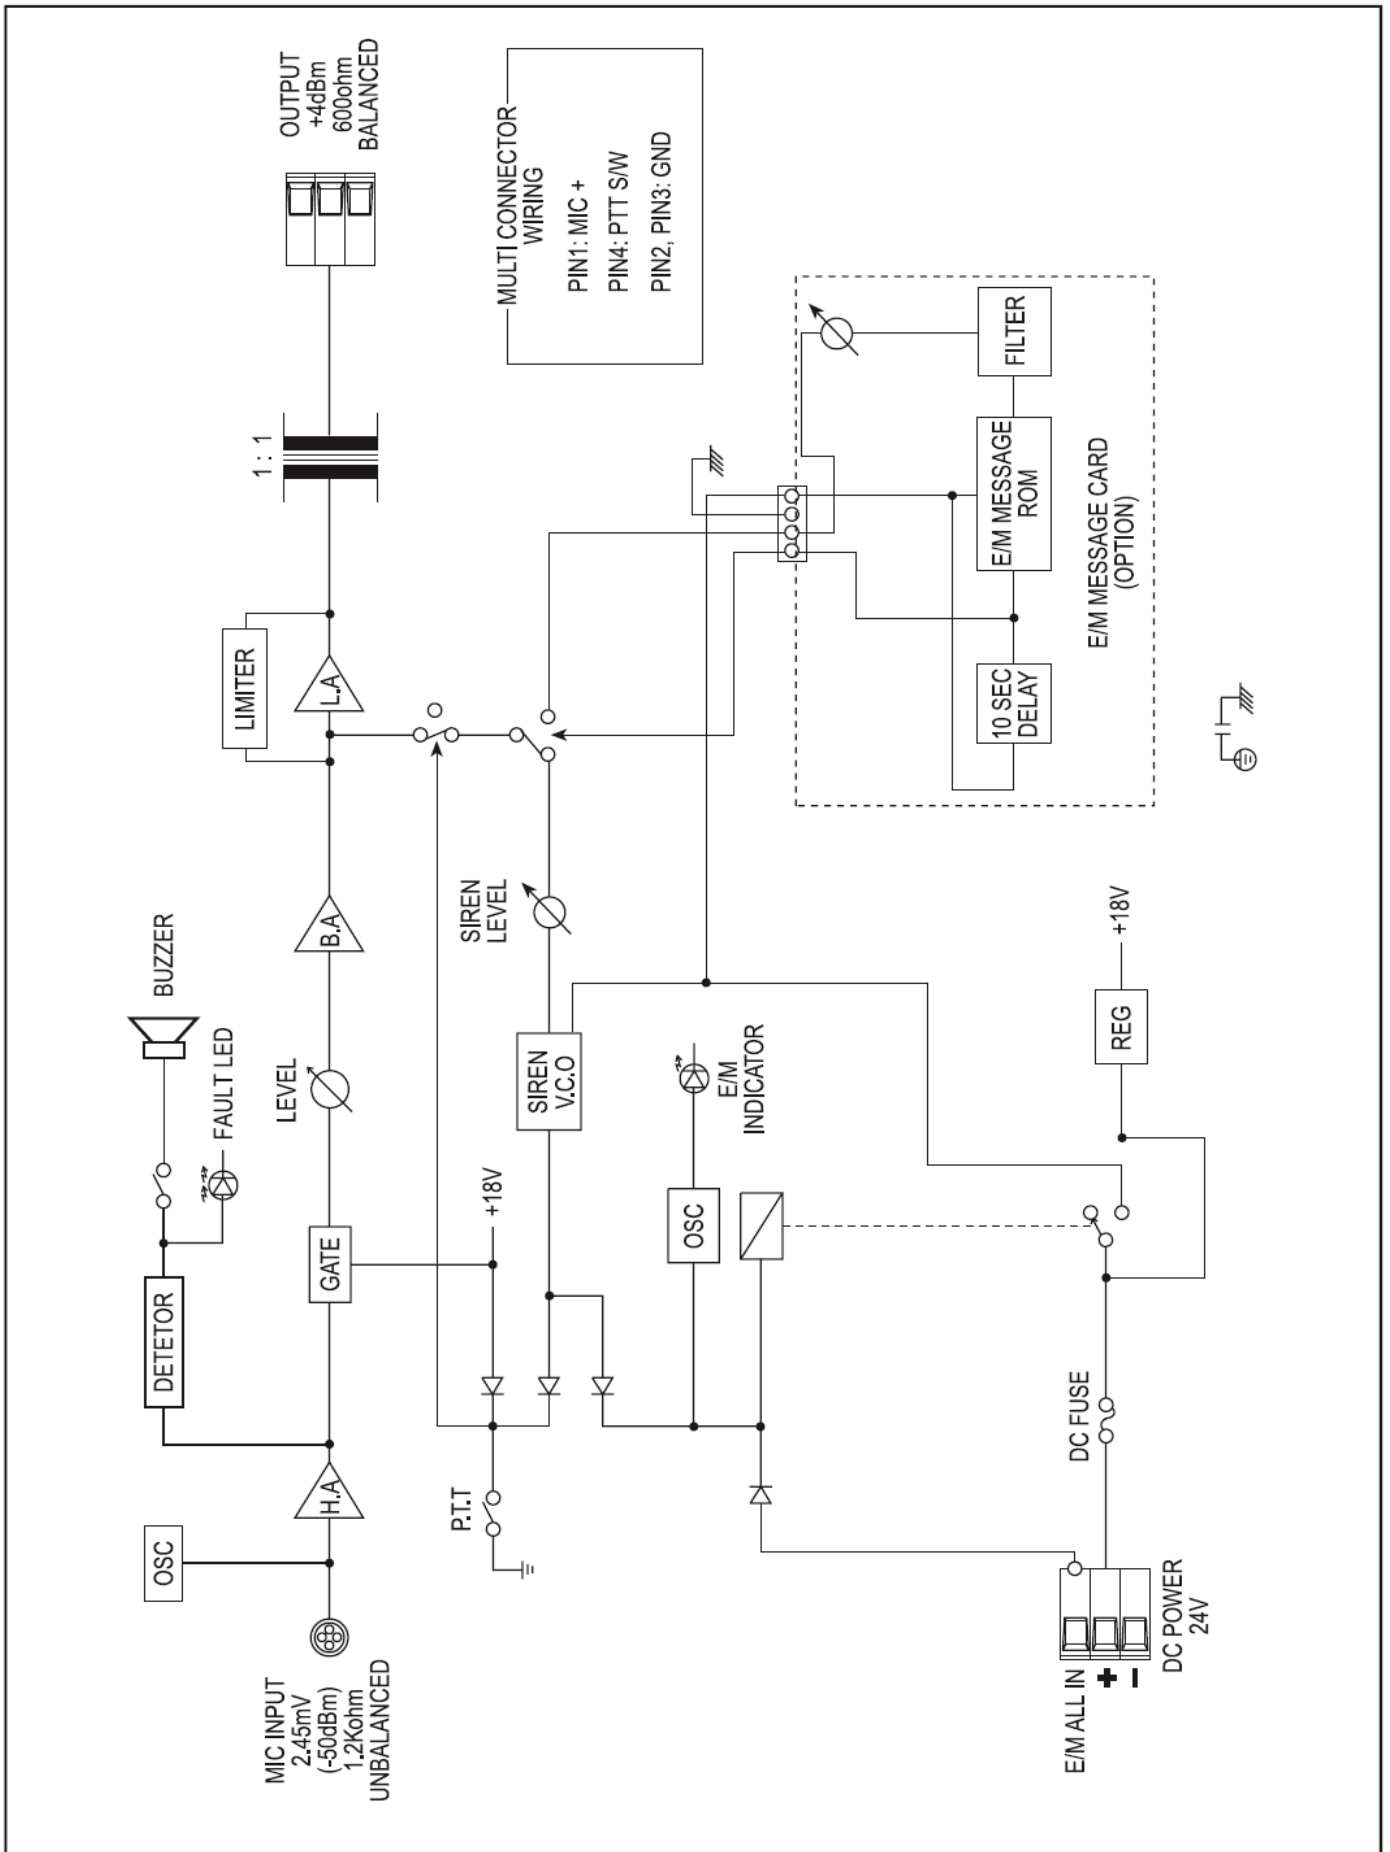 MIC INPUT
2.45mV
(-50dBm)
1.2Kohm
UNBALANCED
OSC
H.A
DETETOR
BUZZER
FAULT LED
GATE
LEVEL
B.A
LIMITER
L.A
1 : 1
OUTPUT
+4dBm
600ohm
BALANCED
P.T.T
+18V
SIREN
V.C.O
SIREN
LEVEL
MULTI CONNECTOR
WIRING
PIN1: MIC +
PIN4: PTT S/W
PIN2, PIN3: GND
OSC
E/M
INDICATOR
10 SEC
DELAY
E/M MESSAGE
ROM
FILTER
E/M MESSAGE CARD
(OPTION)
E/M ALL IN
+
−
DC POWER
24V
DC FUSE
REG
+18V